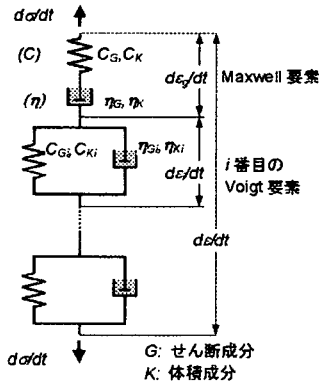 dσ/dt
(C)
C_G, C_K
dε_g/dt
Maxwell 要素
(η)
η_G, η_K
C_Gi, C_Ki
η_Gi, η_Ki
dε_i/dt
i 番目の
Voigt 要素
dε/dt
dσ/dt
G: せん断成分
K: 体積成分